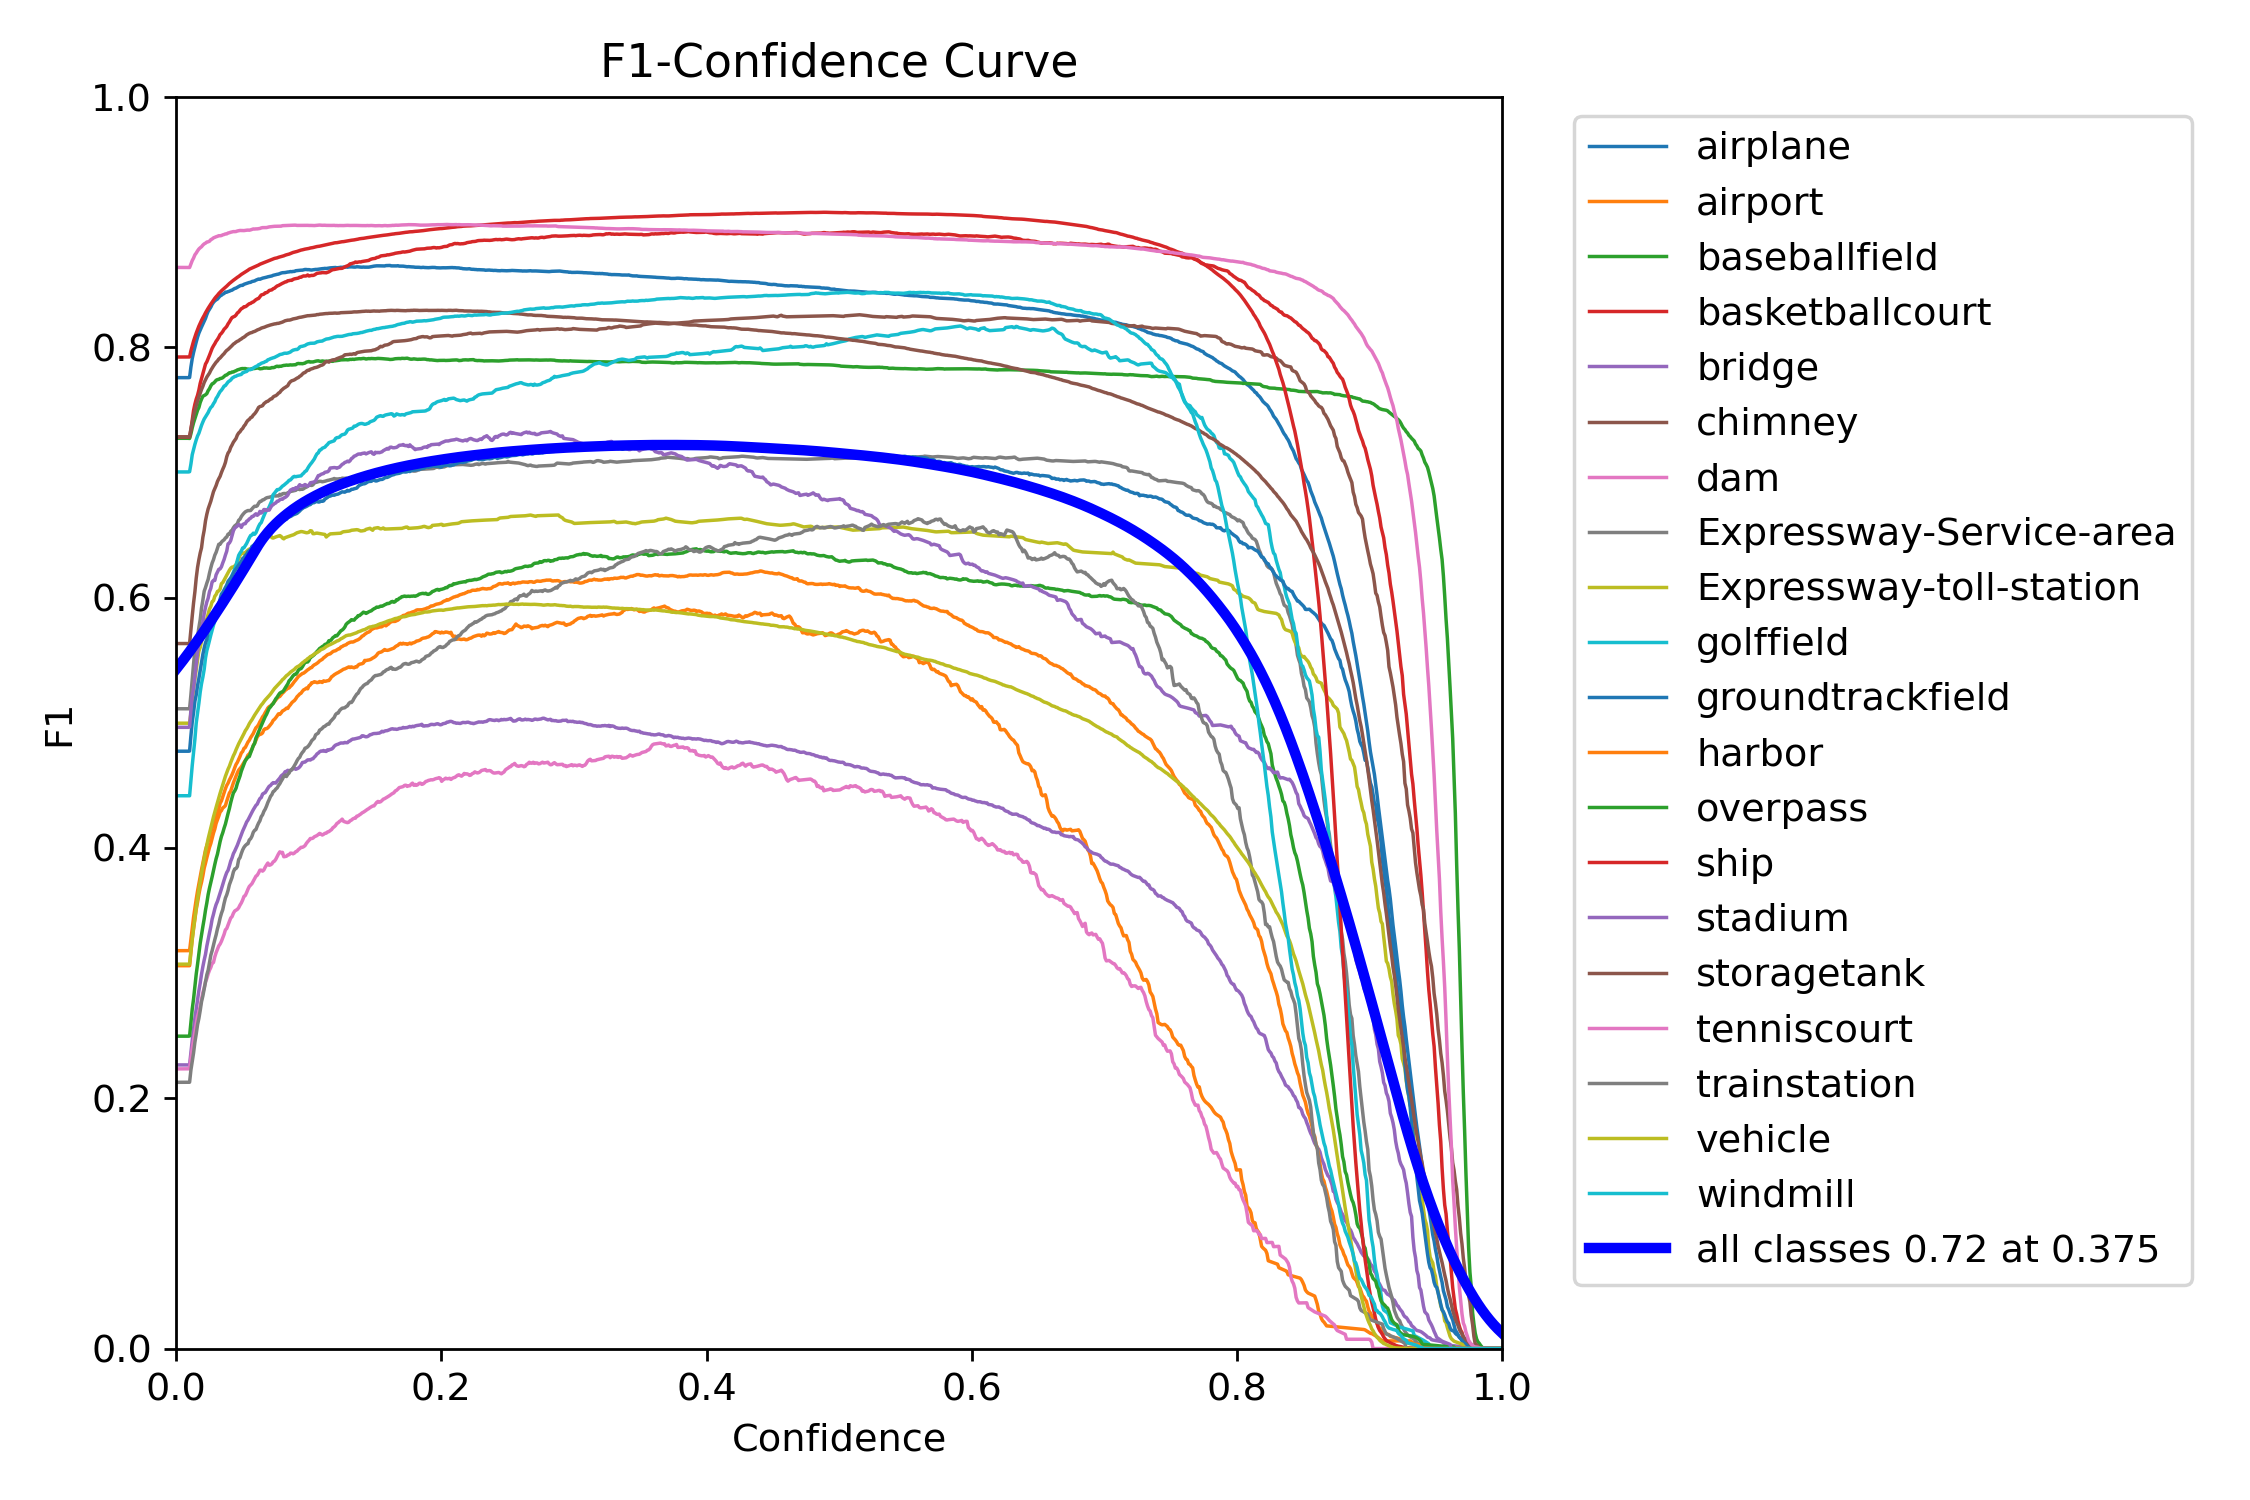 F1-Confidence Curve
1.0
0.8
0.6
0.4
0.2
0.0
F1
0.0 0.2 0.4 0.6 0.8 1.0
Confidence
airplane
airport
baseballfield
basketballcourt
bridge
chimney
dam
Expressway-Service-area
Expressway-toll-station
golffield
groundtrackfield
harbor
overpass
ship
stadium
storagetank
tenniscourt
trainstation
vehicle
windmill
all classes 0.72 at 0.375